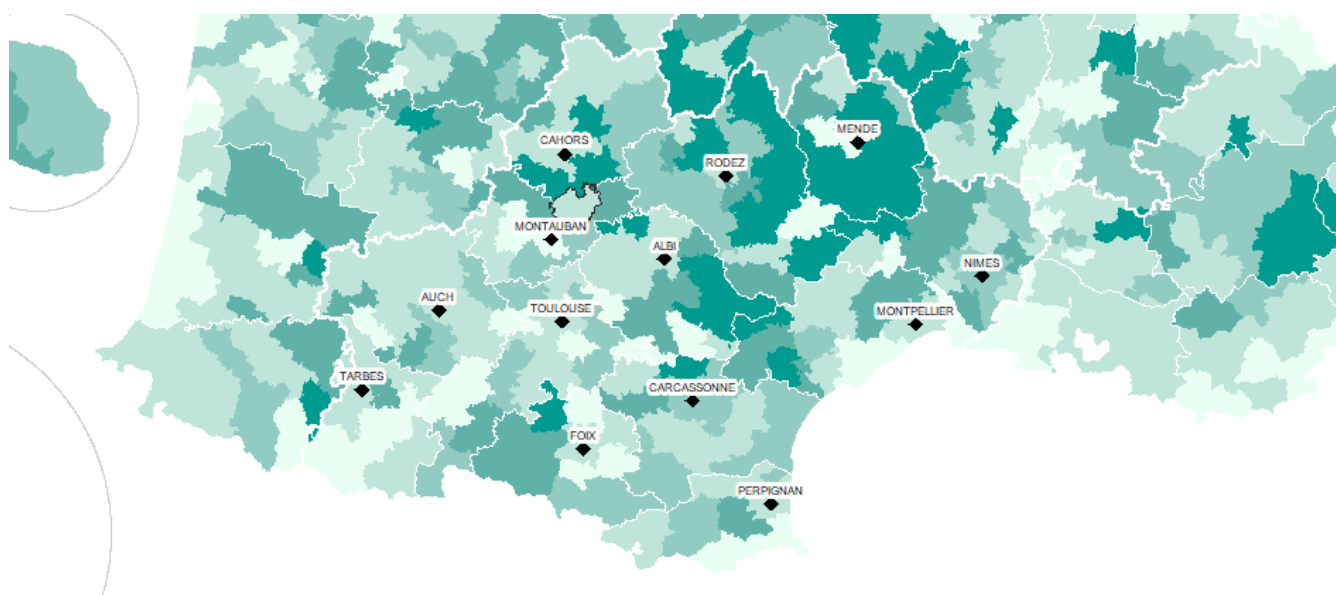 MENDE
CAHORS
RODEZ
MONTAUBAN
ALBI
NIMES
AUCH
TOULOUSE
MONTPELLIER
TARBES
CARCASSONNE
FOIX
PERPIGNAN